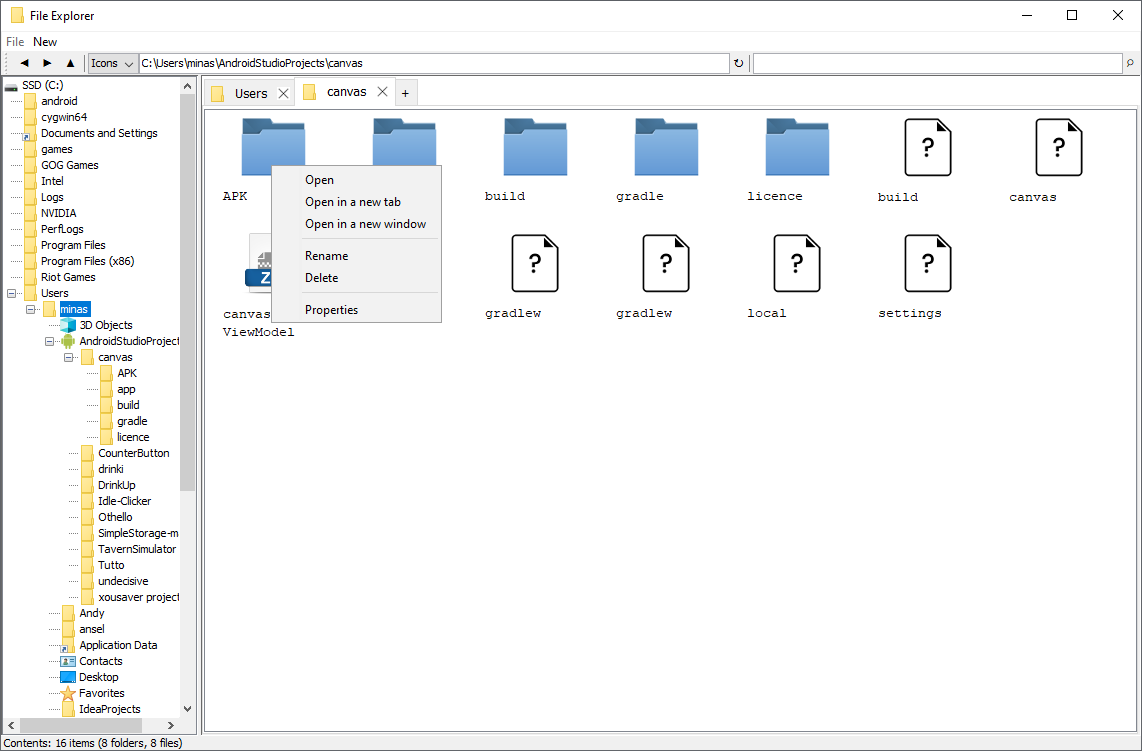 File Explorer
File New
Icons C:\Users\minas\AndroidStudioProjects\canvas
SSD (C:)
android
cygwin64
Documents and Settings
games
GOG Games
Intel
Logs
NVIDIA
PerfLogs
Program Files
Program Files (x86)
Riot Games
Users
minas
3D Objects
AndroidStudioProject
canvas
APK
app
build
gradle
licence
CounterButton
drinki
DrinkUp
Idle-Clicker
Othello
SimpleStorage-m
TavernSimulator
Tutto
undecisive
xousaver project
Andy
ansel
Application Data
Contacts
Desktop
Favorites
IdeaProjects
Users canvas +
APK build gradle licence build canvas
? ?
Open
Open in a new tab
Open in a new window
Rename
Delete
Properties
Z
? ? ? ?
canvas gradlew gradlew local settings
ViewModel
Contents: 16 items (8 folders, 8 files)